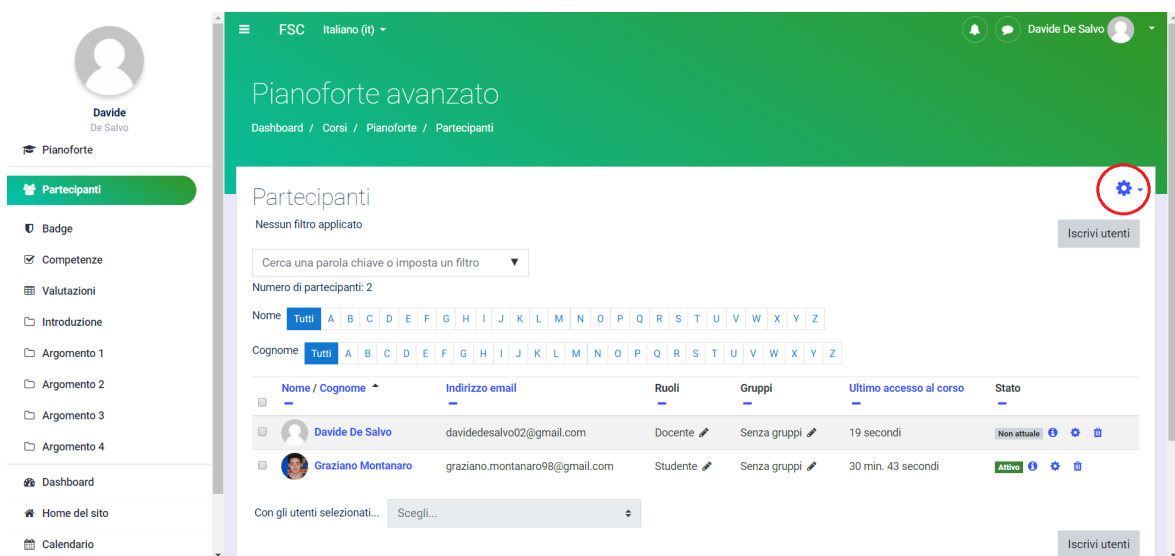 FSC Italiano (it)
Davide De Salvo
Davide
De Salvo
Pianoforte
Partecipanti
Badge
Competenze
Valutazioni
Introduzione
Argomento 1
Argomento 2
Argomento 3
Argomento 4
Dashboard
Home del sito
Calendario
Pianoforte avanzato
Dashboard / Corsi / Pianoforte / Partecipanti
Partecipanti
Nessun filtro applicato
Iscrivi utenti
Cerca una parola chiave o imposta un filtro ▼
Numero di partecipanti: 2
Nome Tutti A B C D E F G H I J K L M N O P Q R S T U V W X Y Z
Cognome Tutti A B C D E F G H I J K L M N O P Q R S T U V W X Y Z
Nome / Cognome Indirizzo email Ruoli Gruppi Ultimo accesso al corso Stato
Davide De Salvo davidedesalvo02@gmail.com Docente Senza gruppi 19 secondi Non attuale
Graziano Montanaro graziano.montanaro98@gmail.com Studente Senza gruppi 30 min. 43 secondi Attivo
Con gli utenti selezionati... Scegli...
Iscrivi utenti